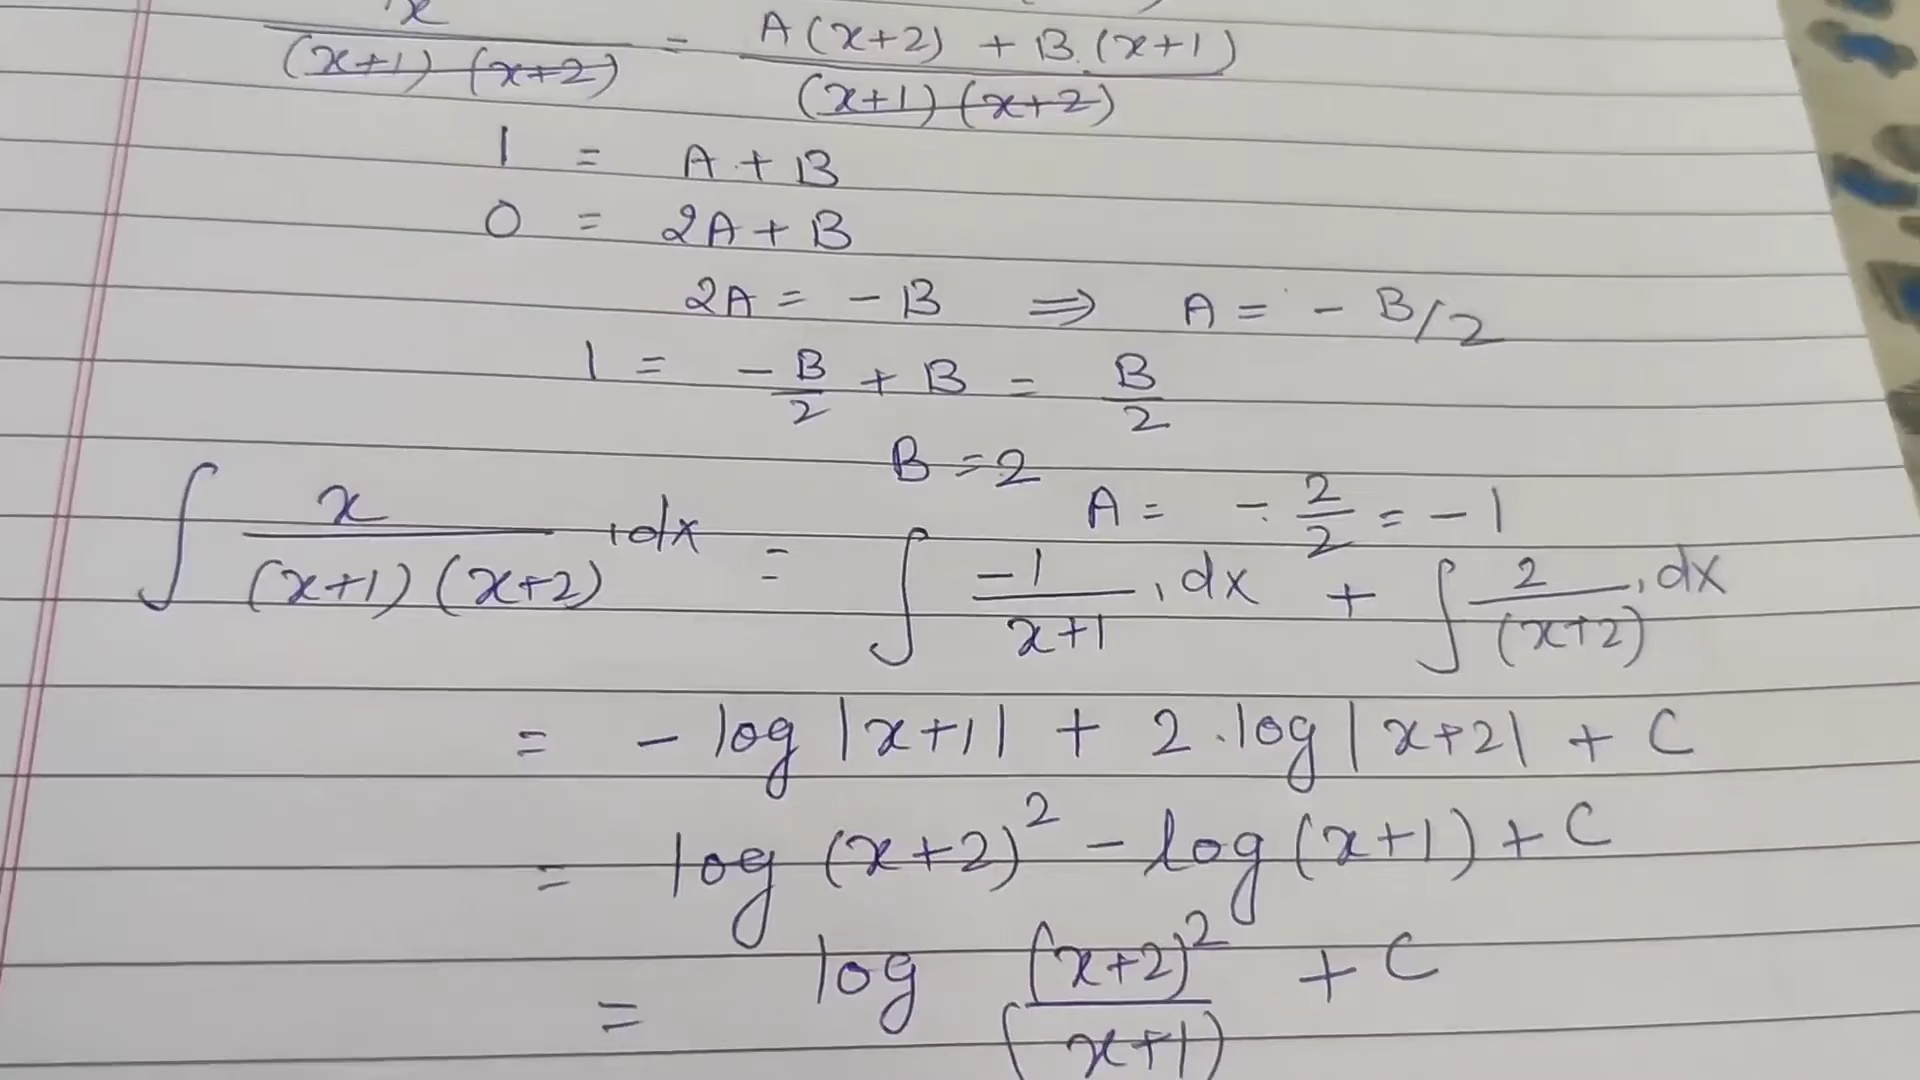 x/((x+1)(x+2)) = (A(x+2) + B.(x+1))/((x+1)(x+2))
1 = A + B
0 = 2A + B
2A = - B ⇒ A = - B/2
1 = - B/2 + B = B/2
B = 2
A = - 2/2 = -1
∫ x/((x+1)(x+2)) .dx = ∫ -1/(x+1) . dx + ∫ 2/(x+2) . dx
= - log |x+1| + 2 . log |x+2| + C
= log (x+2)² - log (x+1) + C
= log (x+2)²/(x+1) + C